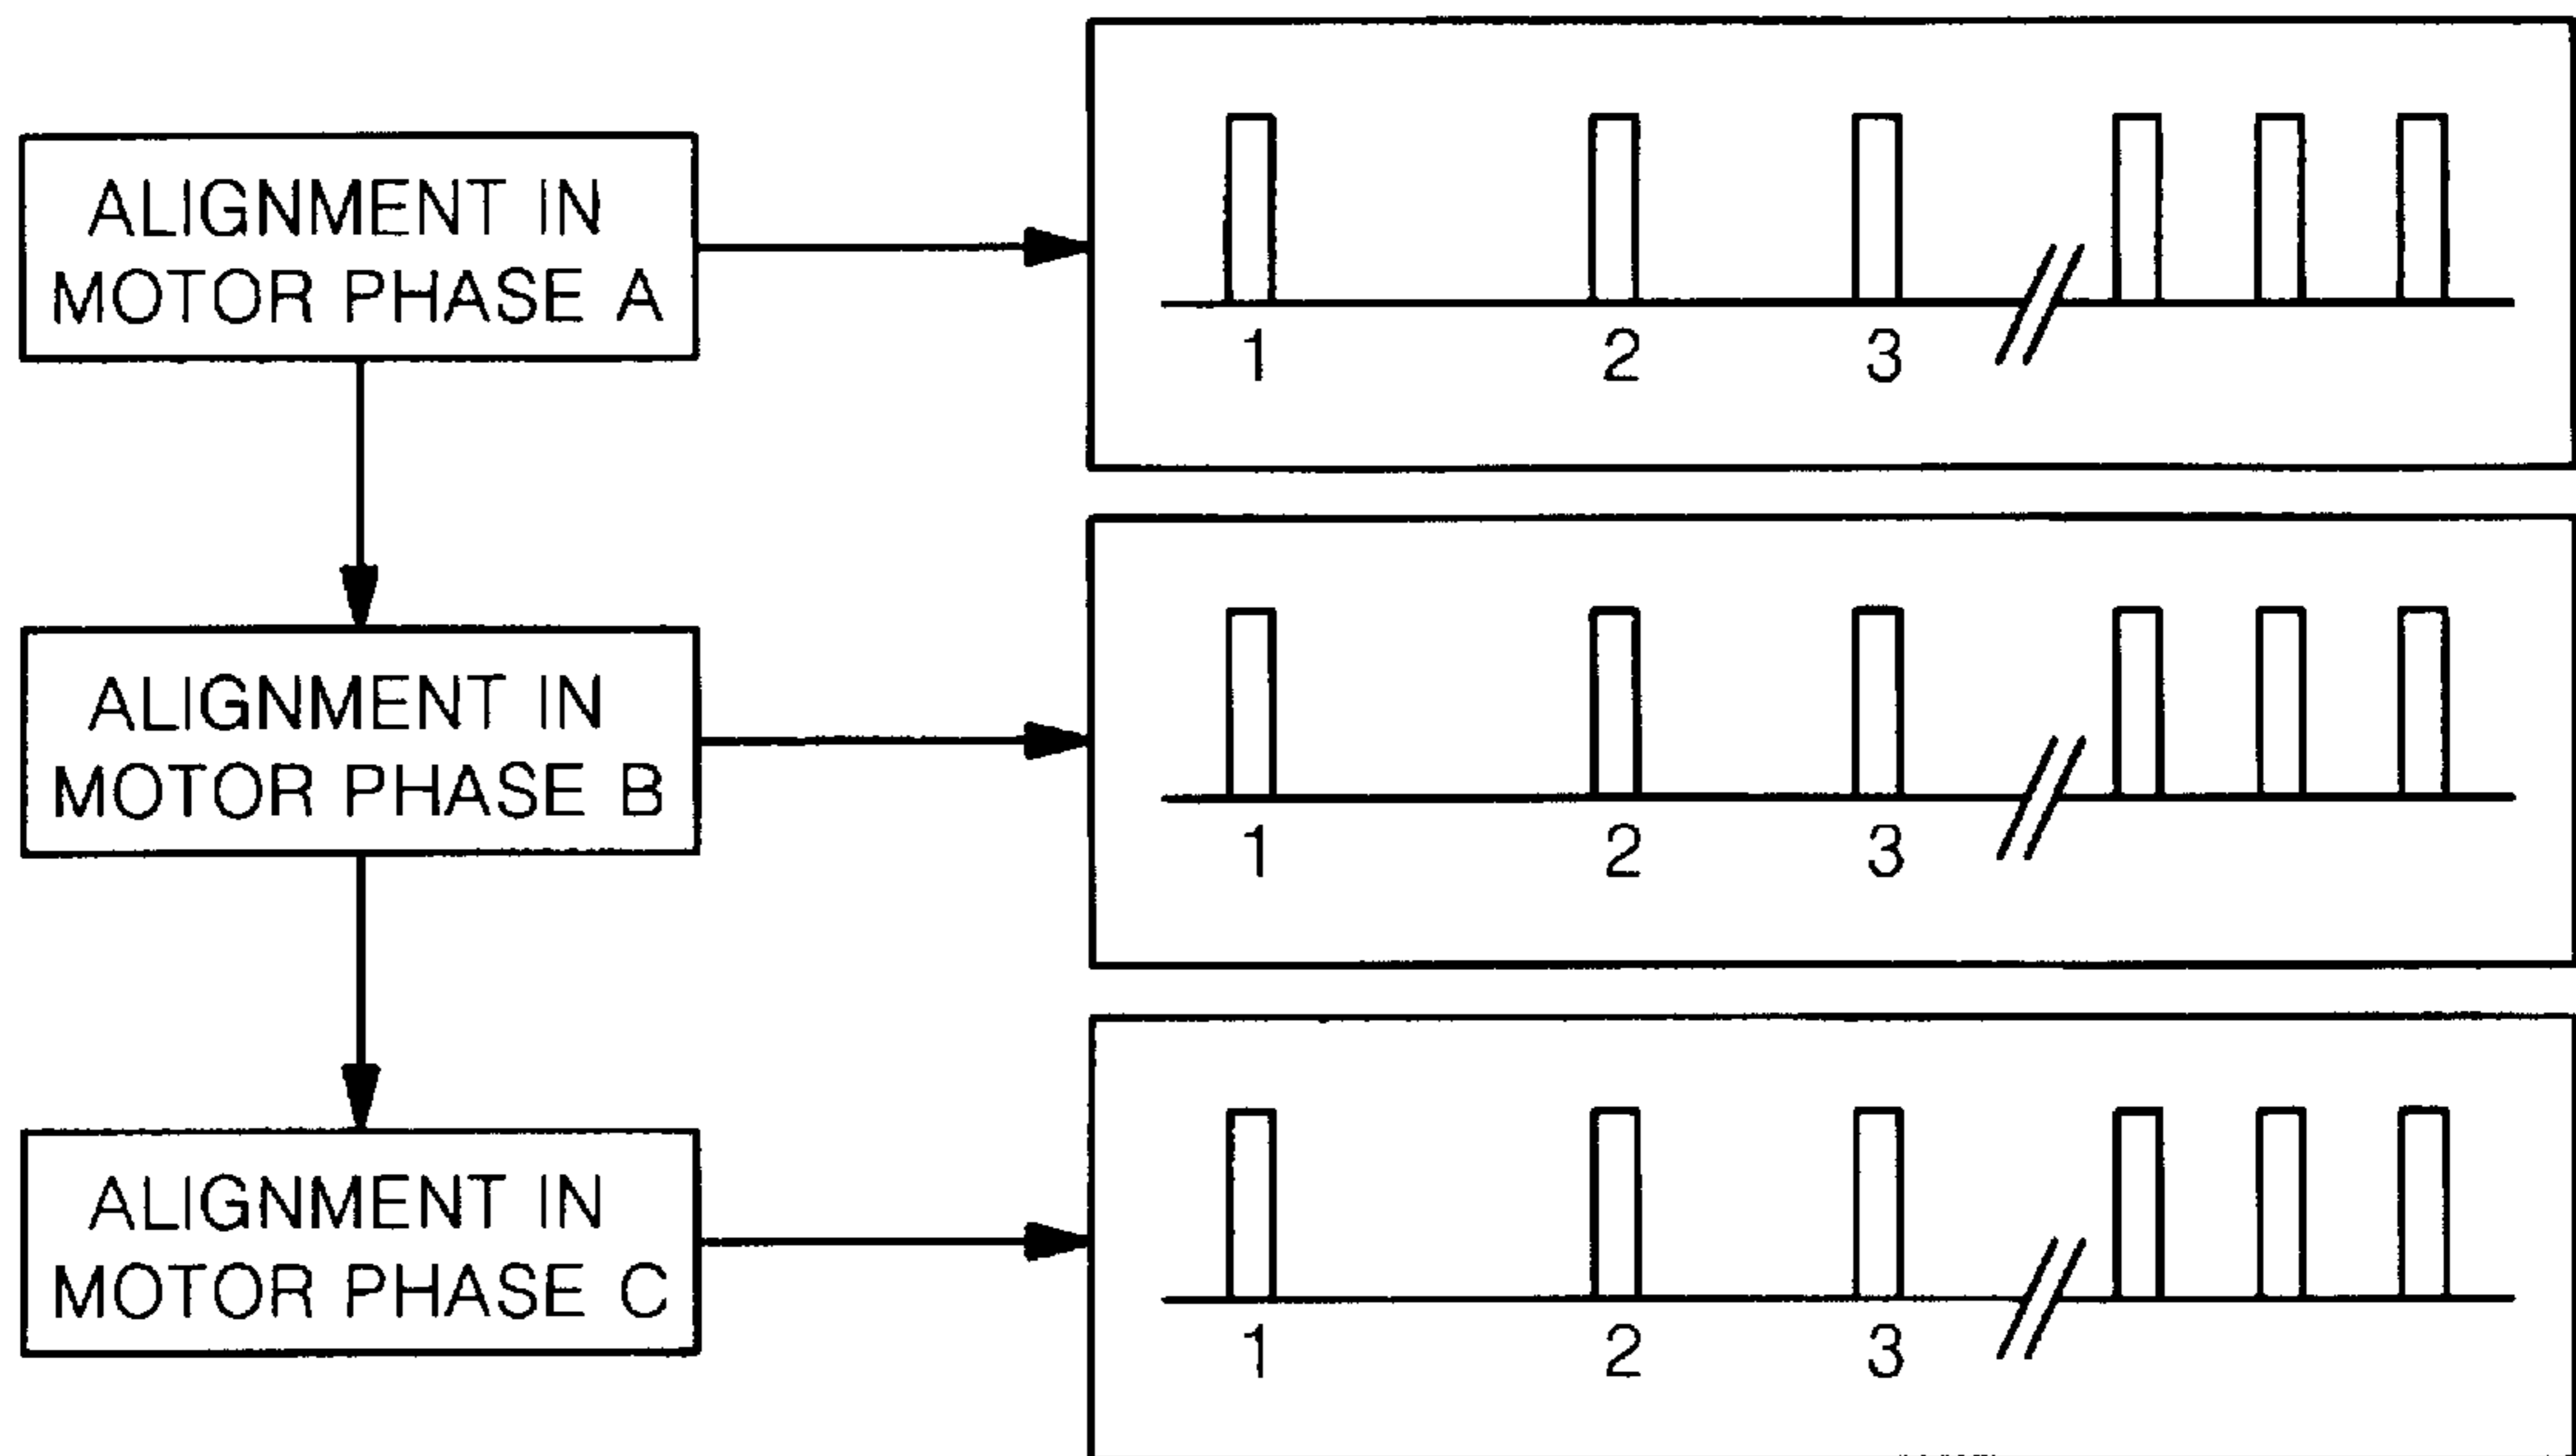 ALIGNMENT IN
MOTOR PHASE A
1 2 3
ALIGNMENT IN
MOTOR PHASE B
1 2 3
ALIGNMENT IN
MOTOR PHASE C
1 2 3